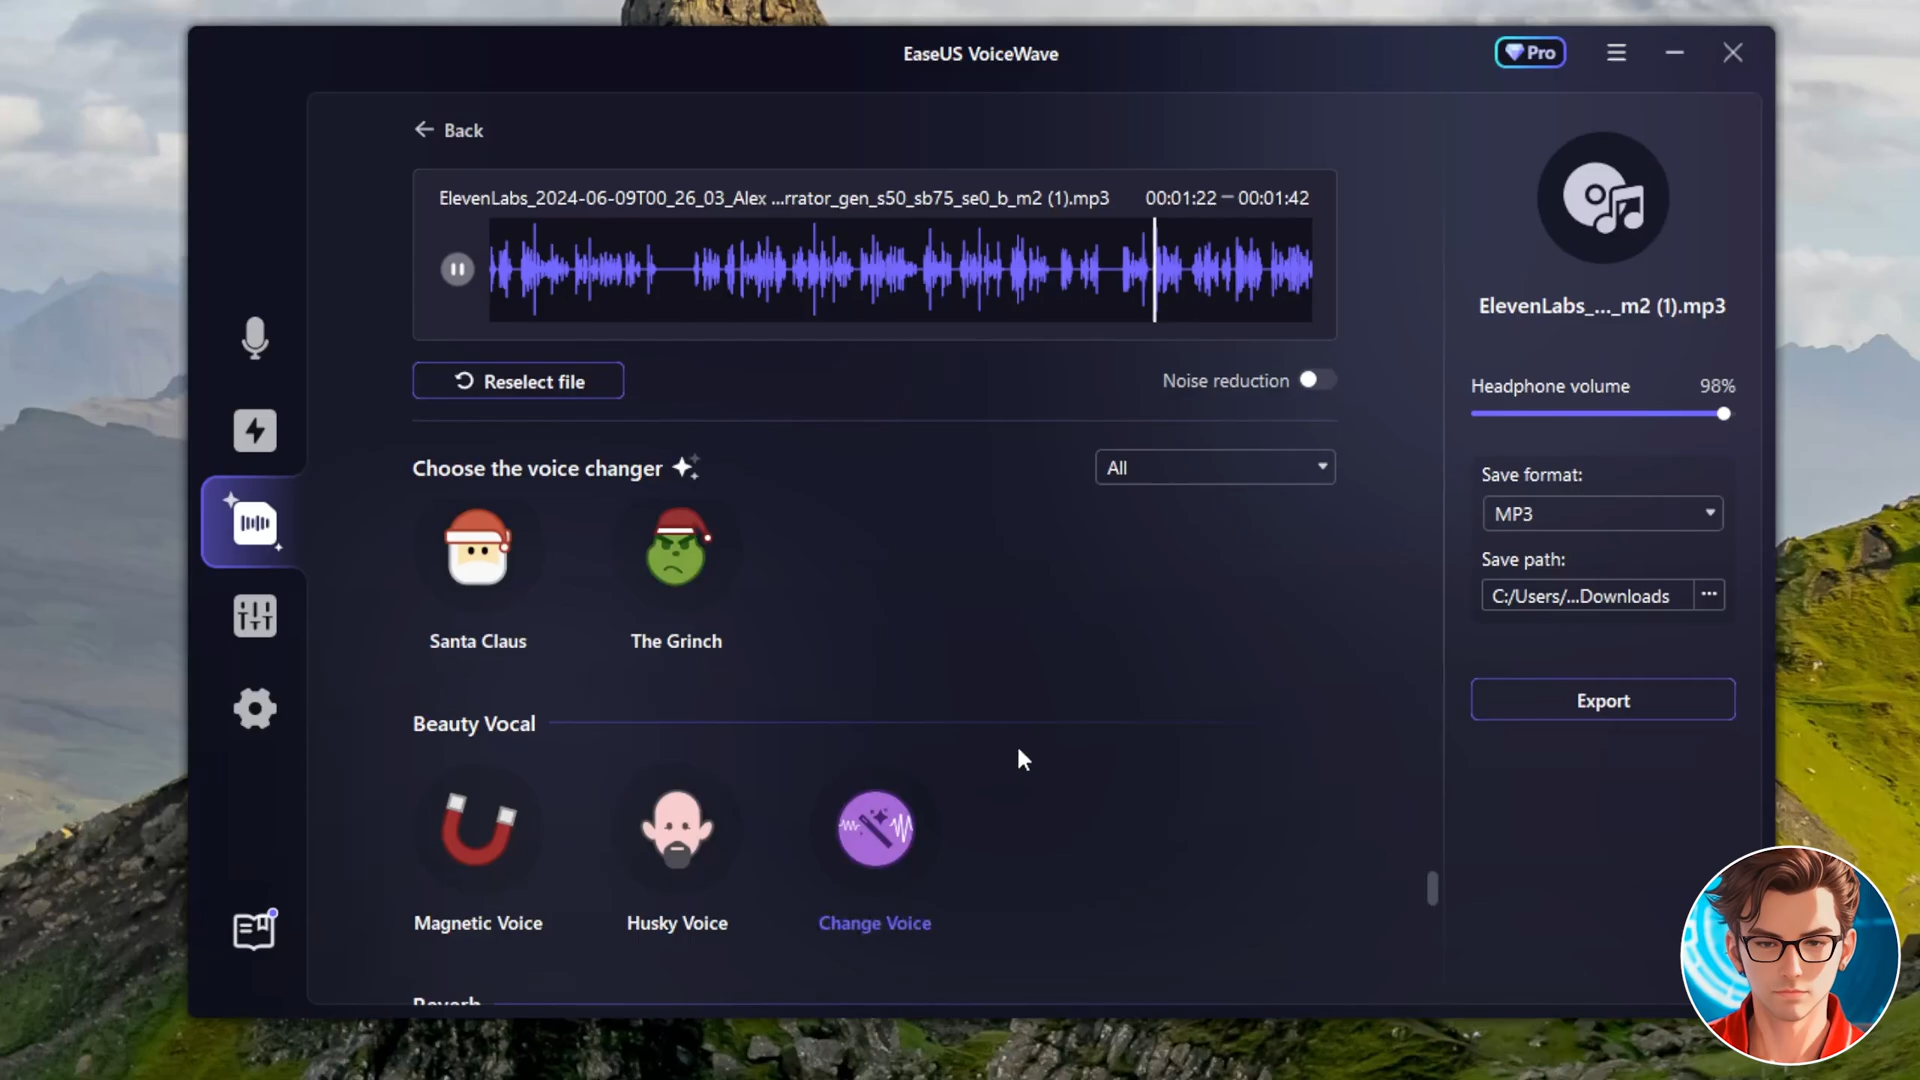 EaseUS VoiceWave
Pro
Back
ElevenLabs_2024-06-09T00_26_03_Alex ...rrator_gen_s50_sb75_se0_b_m2 (1).mp3
00:01:22 – 00:01:42
Reselect file
Noise reduction
Choose the voice changer
All
Santa Claus
The Grinch
Beauty Vocal
Magnetic Voice
Husky Voice
Change Voice
Reverb
ElevenLabs_..._m2 (1).mp3
Headphone volume 98%
Save format:
MP3
Save path:
C:/Users/...Downloads
...
Export